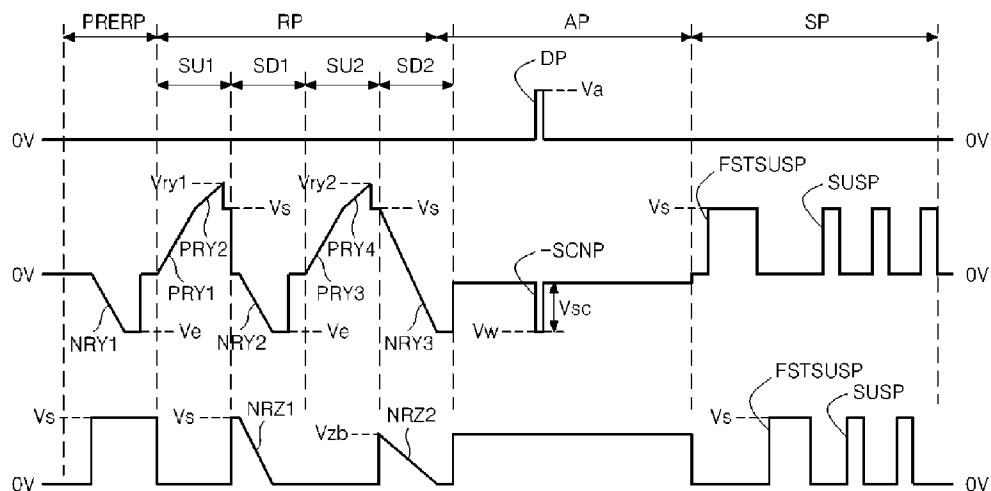 PRERP RP AP SP
SU1 SD1 SU2 SD2 DP
Va
0V 0V
Vry1 Vry2 FSTSUSP SUSP
Vs Vs Vs
PRY2 PRY4 -SCNP
0V 0V
PRY1 PRY3 Vsc
NRY1 Ve NRY2 Ve NRY3 Vw
FSTSUSP
NRZ1 NRZ2 SUSP
Vs Vs Vzb Vs
0V 0V